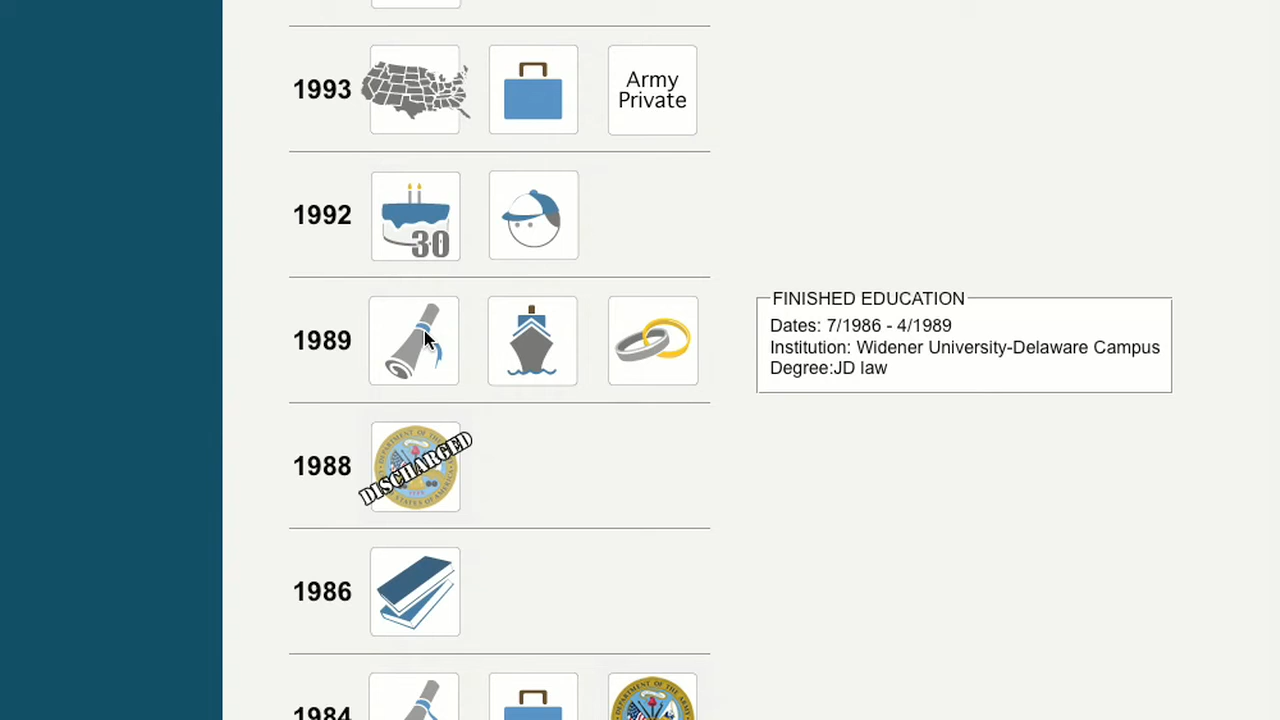 1993
Army
Private
1992
30
1989
FINISHED EDUCATION
Dates: 7/1986 - 4/1989
Institution: Widener University-Delaware Campus
Degree:JD law
1988
DISCHARGED
1986
1984